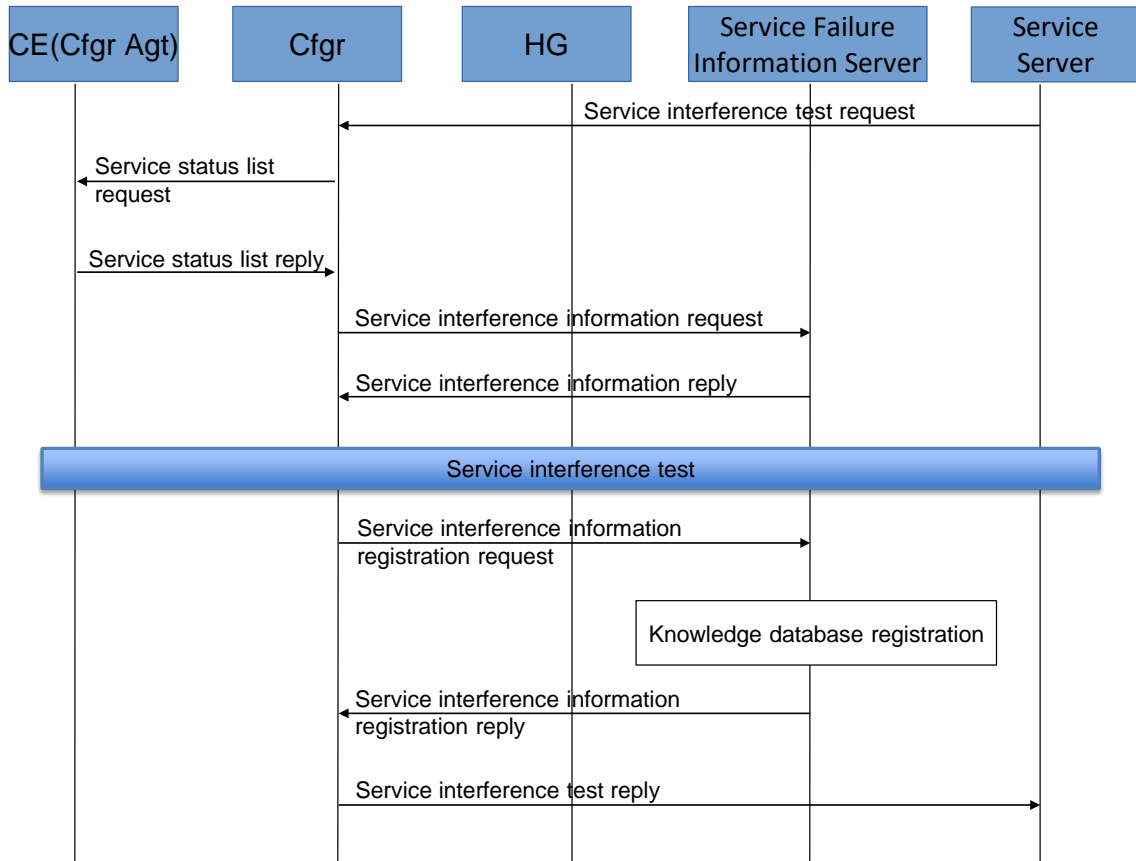 CE(Cfgr Agt)
Cfgr
HG
Service Failure
Information Server
Service
Server
Service interference test request
Service status list
request
Service status list reply
Service interference information request
Service interference information reply
Service interference test
Service interference information
registration request
Knowledge database registration
Service interference information
registration reply
Service interference test reply